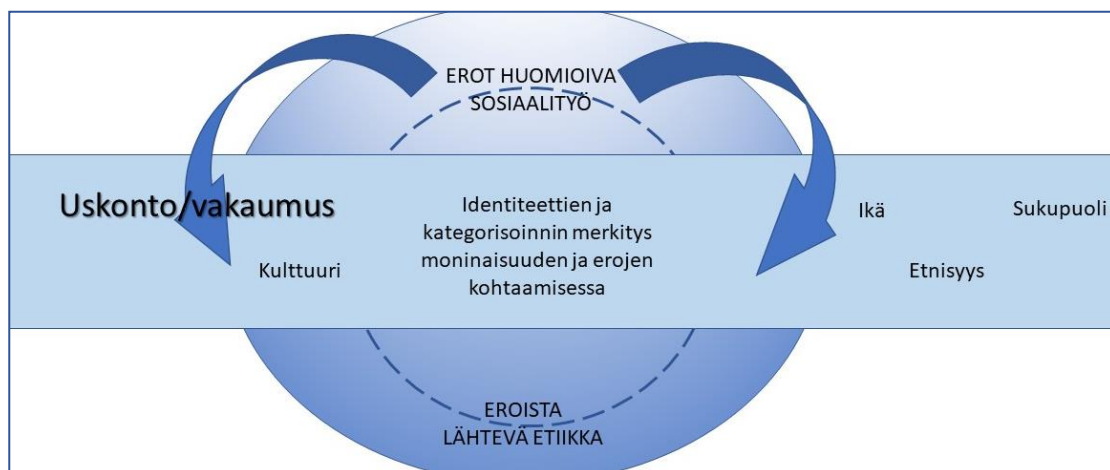 EROT HUOMIOIVA
SOSIAALITYÖ
Uskonto/vakaumus
Kulttuuri
Identiteettien ja
kategorisoinnin merkitys
moninaisuuden ja erojen
kohtaamisessa
Ikä
Sukupuoli
Etnisyys
EROISTA
LÄHTEVÄ ETIIKKA